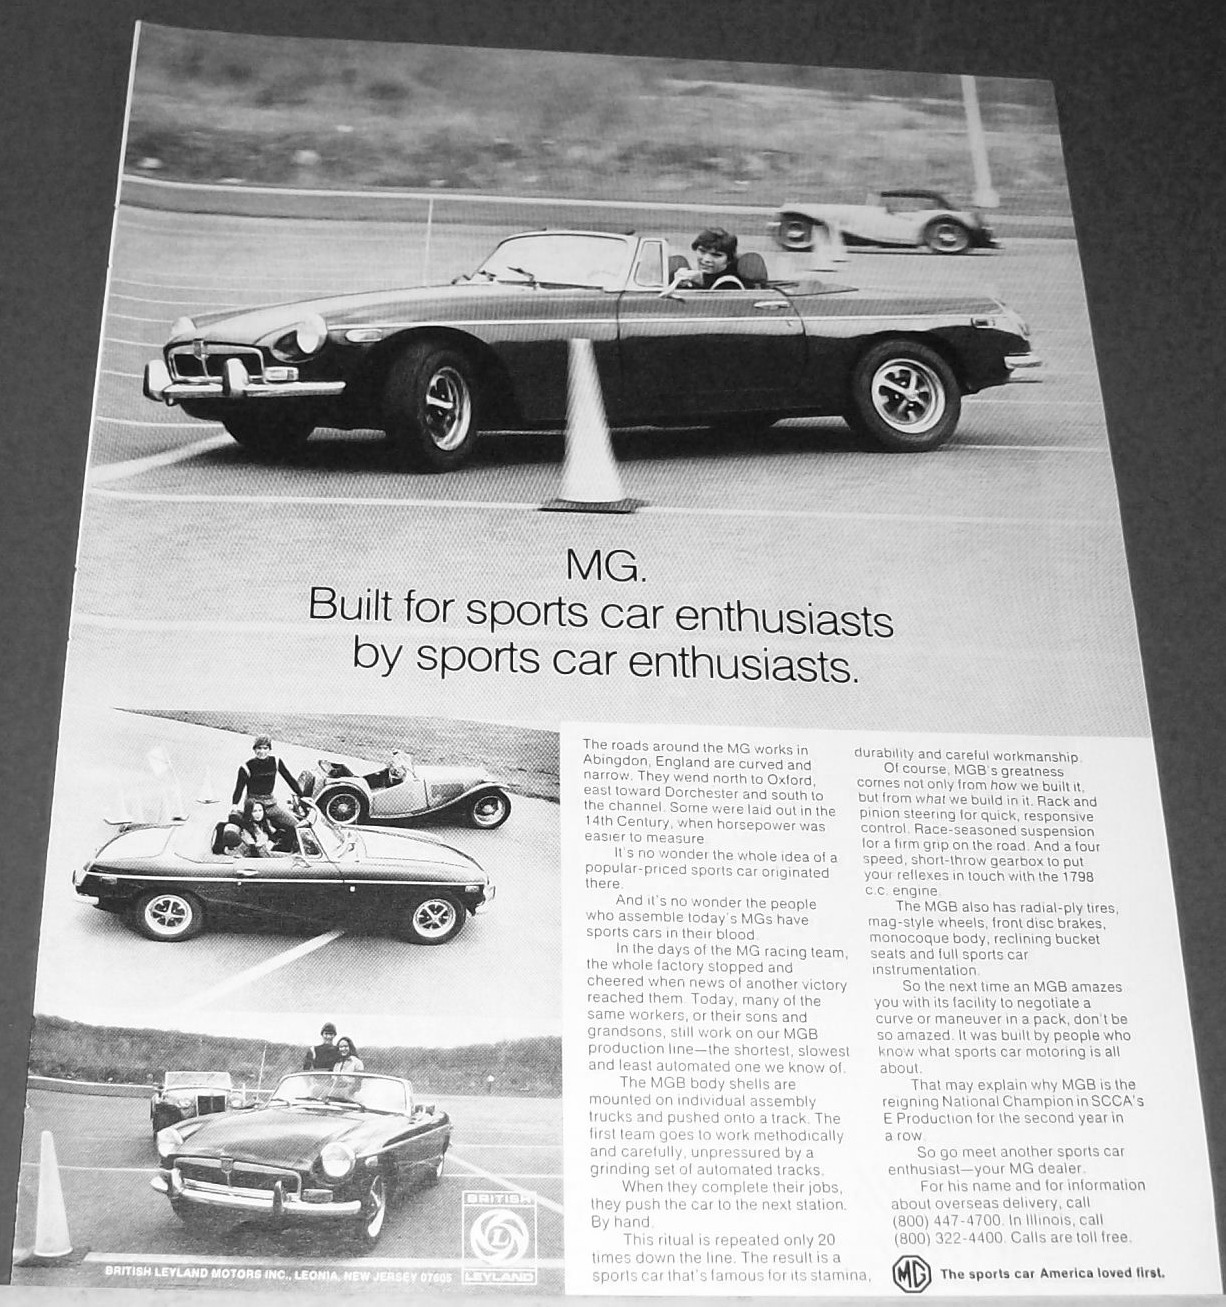 MG.
Built for sports car enthusiasts
by sports car enthusiasts.
The roads around the MG works in
Abingdon, England are curved and
narrow. They wend north to Oxford,
east toward Dorchester and south to
the channel. Some were laid out in the
14th Century, when horsepower was
easier to measure.
It's no wonder the whole idea of a
popular-priced sports car originated
there.
And it's no wonder the people
who assemble today's MGs have
sports cars in their blood.
In the days of the MG racing team,
the whole factory stopped and
cheered when news of another victory
reached them. Today, many of the
same workers, or their sons and
grandsons, still work on our MGB
production line—the shortest, slowest
and least automated one we know of.
The MGB body shells are
mounted on individual assembly
trucks and pushed onto a track. The
first team goes to work methodically
and carefully, unpressured by a
grinding set of automated tracks.
When they complete their jobs,
they push the car to the next station.
By hand.
This ritual is repeated only 20
times down the line. The result is a
sports car that's famous for its stamina,
durability and careful workmanship.
Of course, MGB's greatness
comes not only from how we built it,
but from what we build in it. Rack and
pinion steering for quick, responsive
control. Race-seasoned suspension
for a firm grip on the road. And a four
speed, short-throw gearbox to put
your reflexes in touch with the 1798
c.c. engine.
The MGB also has radial-ply tires,
mag-style wheels, front disc brakes,
monocoque body, reclining bucket
seats and full sports car
instrumentation.
So the next time an MGB amazes
you with its facility to negotiate a
curve or maneuver in a pack, don't be
so amazed. It was built by people who
know what sports car motoring is all
about.
That may explain why MGB is the
reigning National Champion in SCCA's
E Production for the second year in
a row.
So go meet another sports car
enthusiast—your MG dealer.
For his name and for information
about overseas delivery, call
(800) 447-4700. In Illinois, call
(800) 322-4400. Calls are toll free.
MG The sports car America loved first.
BRITISH
L
LEYLAND
BRITISH LEYLAND MOTORS INC., LEONIA, NEW JERSEY 07605